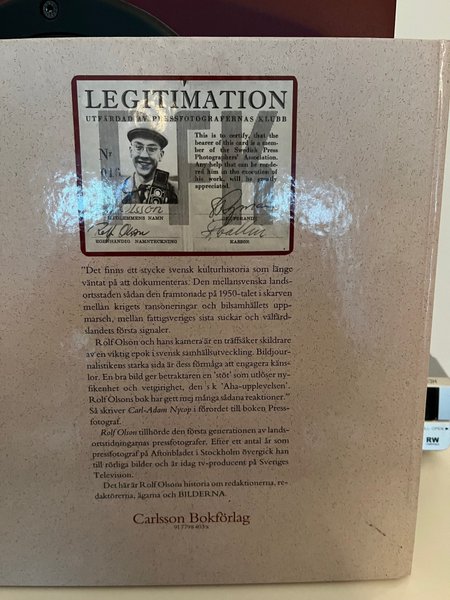 LEGITIMATION
UTFÄRDAD AV PRESSFOTOGRAFERNAS KLUBB
This is to certify, that the
bearer of this card is a mem-
ber of the Swedish Press
Photographers' Association.
Any help that can be rende-
red him in the execution of
his work, will be greatly
appreciated.
Nr
MEDLEMMENS NAMN
ORDFÖRANDE
Rolf Olson
EGENHÄNDIG NAMNTECKNING
KASSÖR
"Det finns ett stycke svensk kulturhistoria som länge
väntat på att dokumenteras: Den mellansvenska lands-
ortsstaden sådan den framtonade på 1950-talet i skarven
mellan krigets ransoneringar och bilsamhällets upp-
marsch, mellan fattigsveriges sista suckar och välfärd-
slandets första signaler.
Rolf Olson och hans kamera är en träffsäker skildrare
av en viktig epok i svensk samhällsutveckling. Bildjour-
nalistikens starka sida är dess förmåga att engagera käns-
lor. En bra bild ger betraktaren en 'stöt' som utlöser ny-
fikenhet och vetgirighet, den s k 'Aha-upplevelsen'.
Rolf Olsons bok har gett mej många sådana reaktioner."
Så skriver Carl-Adam Nycop i förordet till boken Press-
fotograf.
Rolf Olson tillhörde den första generationen av lands-
ortstidningarnas pressfotografer. Efter ett antal år som
pressfotograf på Aftonbladet i Stockholm övergick han
till rörliga bilder och är idag tv-producent på Sveriges
Television.
Det här är Rolf Olsons historia om redaktionerna, re-
daktörerna, ägarna och BILDERNA.
Carlsson Bokförlag
91 7798 403 x
RW